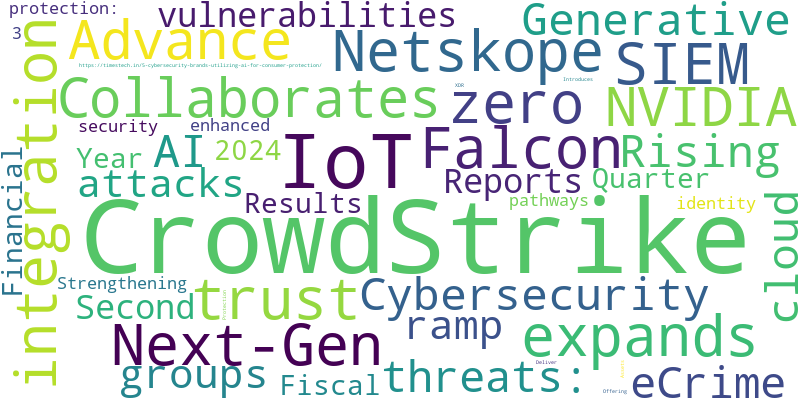 protection:
vulnerabilities
Generative
3
Advance
Netskope
SIEM
https://timestech.in/5-cybersecurity-brands-utilizing-ai-for-consumer-protection/
Introduces
XDR
Collaborates
zero
NVIDIA
integration
security
enhanced
IoT
Falcon
Rising
Year
AI
2024
attacks
Reports
Quarter
Financial
Results
pathways
identity
CrowdStrike
cloud
Strengthening
Second
trust
Cybersecurity
ramp
Next-Gen
expands
Deliver
groups
Fiscal
threats:
eCrime
Offering